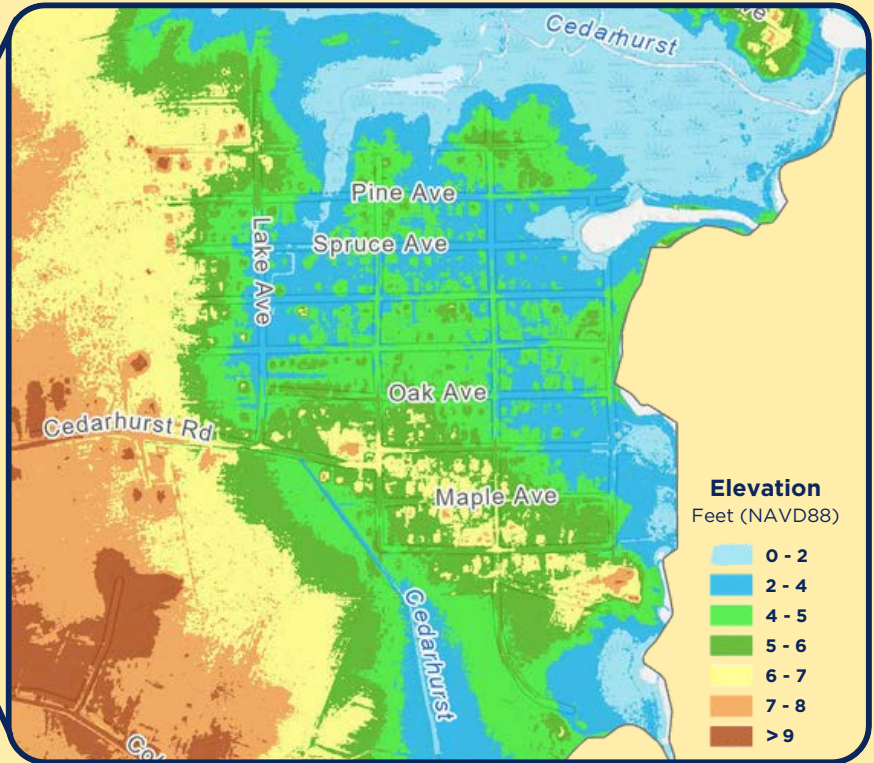 Cedarhurst
ve
Pine Ave
Spruce Ave
Lake Ave
Oak Ave
Cedarhurst Rd
Maple Ave
Cedarhurst
Elevation
Feet (NAVD88)
0 - 2
2 - 4
4 - 5
5 - 6
6 - 7
7 - 8
> 9